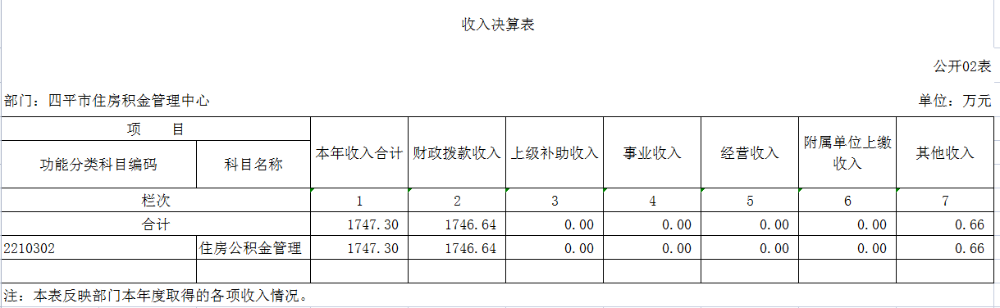 收入决算表
公开02表
部门：四平市住房积金管理中心
单位：万元
项 目
本年收入合计
财政拨款收入
上级补助收入
事业收入
经营收入
附属单位上缴
收入
其他收入
功能分类科目编码
科目名称
栏次 1 2 3 4 5 6 7
合计 1747.30 1746.64 0.00 0.00 0.00 0.00 0.66
2210302 住房公积金管理 1747.30 1746.64 0.00 0.00 0.00 0.00 0.66
注：本表反映部门本年度取得的各项收入情况。